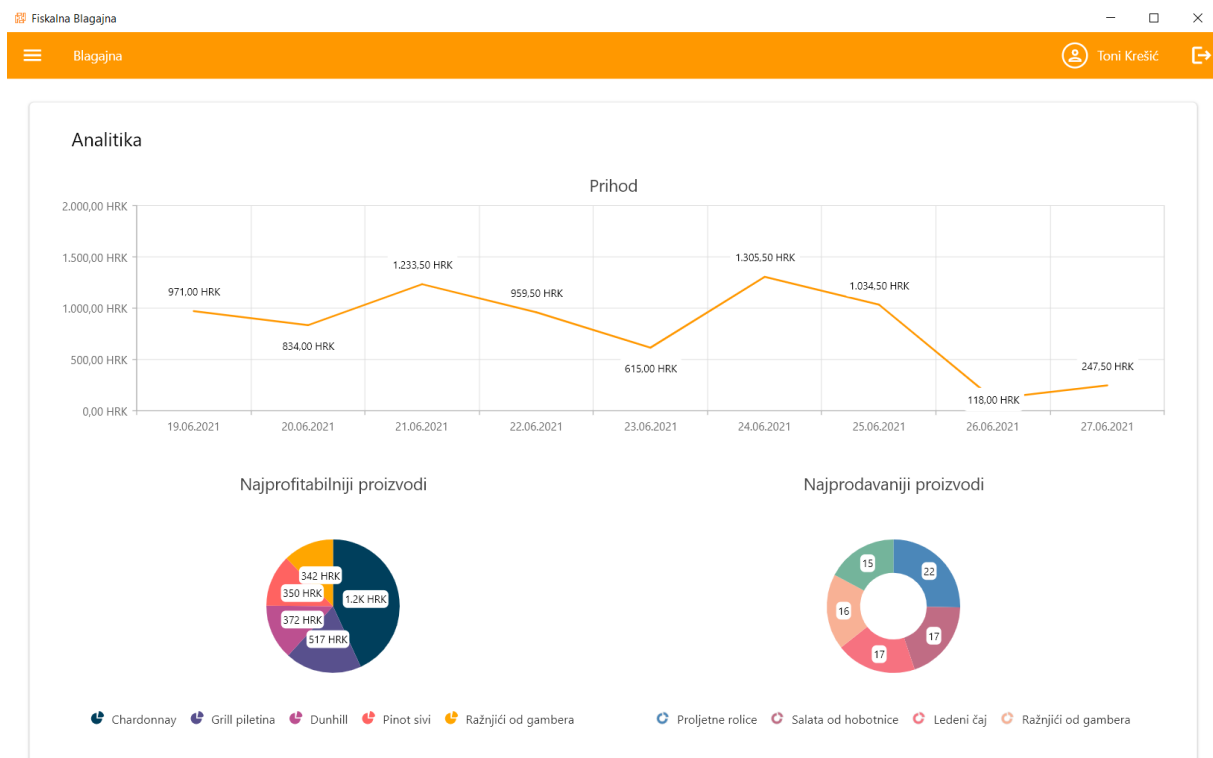 Fiskalna Blagajna
Blagajna
Toni Krešić
Analitika
Prihod
2.000,00 HRK
1.500,00 HRK
1.000,00 HRK
500,00 HRK
0,00 HRK
971,00 HRK
834,00 HRK
1.233,50 HRK
959,50 HRK
615,00 HRK
1.305,50 HRK
1.034,50 HRK
118,00 HRK
247,50 HRK
19.06.2021 20.06.2021 21.06.2021 22.06.2021 23.06.2021 24.06.2021 25.06.2021 26.06.2021 27.06.2021
Najprofitabilniji proizvodi
342 HRK
350 HRK
1.2K HRK
372 HRK
517 HRK
Chardonnay Grill piletina Dunhill Pinot sivi Ražnjići od gambera
Najprodavaniji proizvodi
15
22
16
17
17
Proljetne rolice Salata od hobotnice Ledeni čaj Ražnjići od gambera